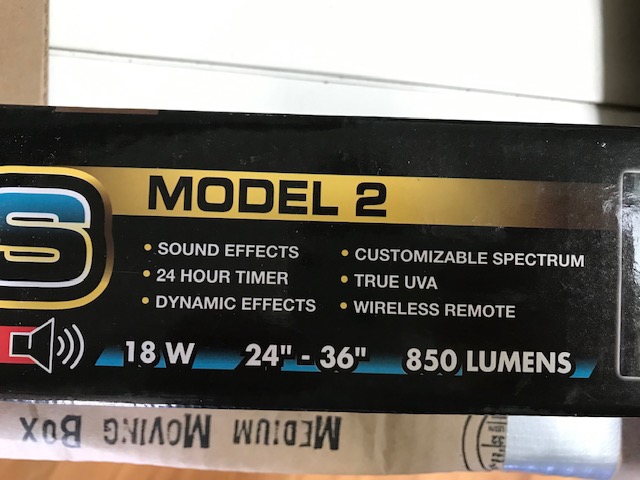 S
MODEL 2
• SOUND EFFECTS
• 24 HOUR TIMER
• DYNAMIC EFFECTS
• CUSTOMIZABLE SPECTRUM
• TRUE UVA
• WIRELESS REMOTE
18 W 24" - 36" 850 LUMENS
MEDIUM MOVING BOX